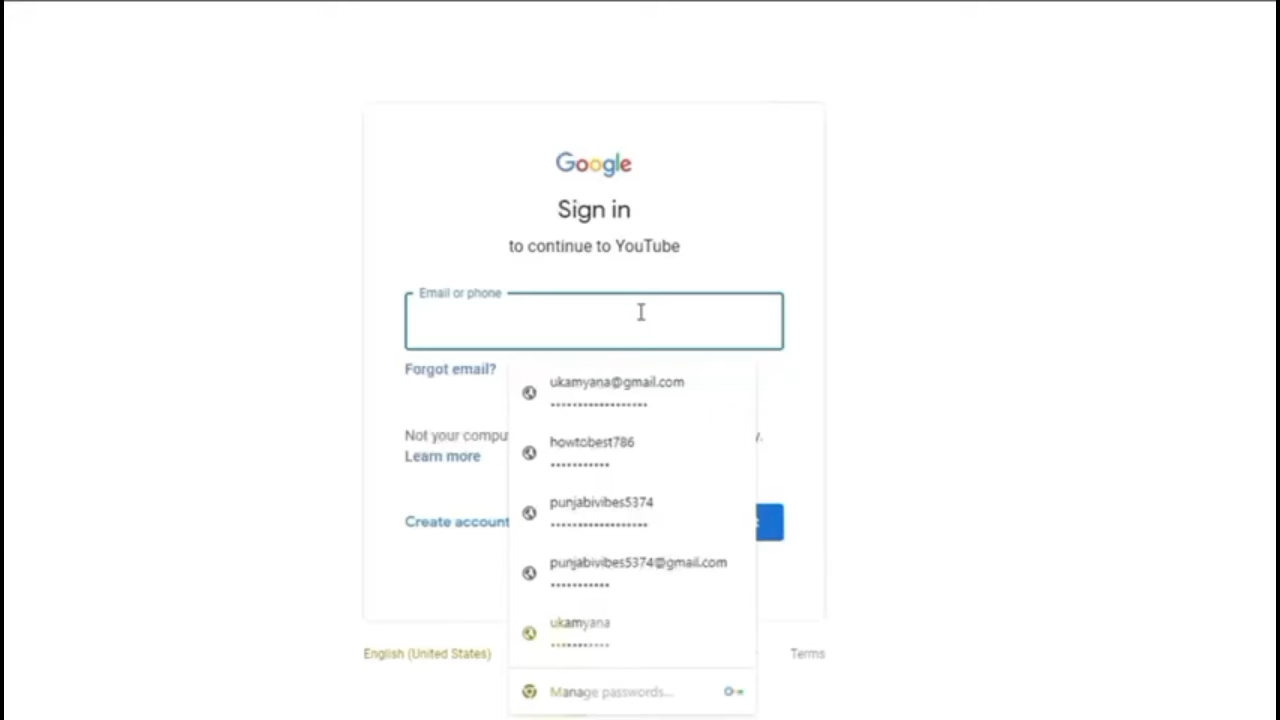 Google
Sign in
to continue to YouTube
Email or phone
Forgot email?
ukamyana@gmail.com
••••••••••••••••••
Not your compu
y.
howtobest786
•••••••••••
Learn more
punjabivibes5374
••••••••••••••••••
Create account
punjabivibes5374@gmail.com
•••••••••••
ukamyana
•••••••••••
English (United States)
Terms
Manage passwords...